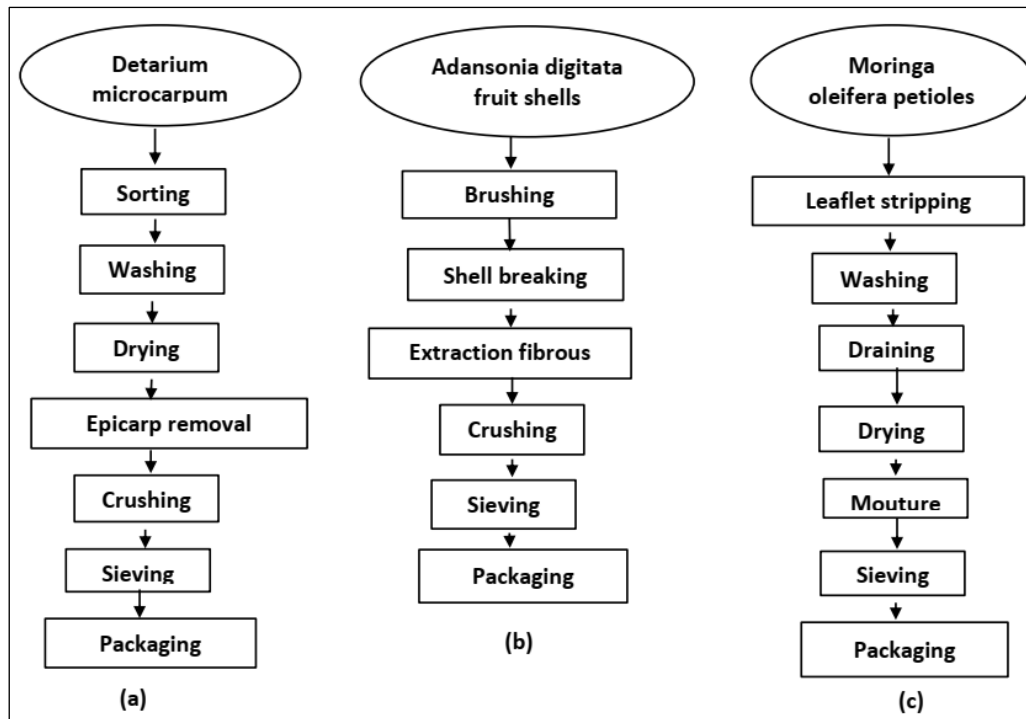 Detarium
microcarpum
Sorting
Washing
Drying
Epicarp removal
Crushing
Sieving
Packaging
(a)
Adansonia digitata
fruit shells
Brushing
Shell breaking
Extraction fibrous
Crushing
Sieving
Packaging
(b)
Moringa
oleifera petioles
Leaflet stripping
Washing
Draining
Drying
Mouture
Sieving
Packaging
(c)